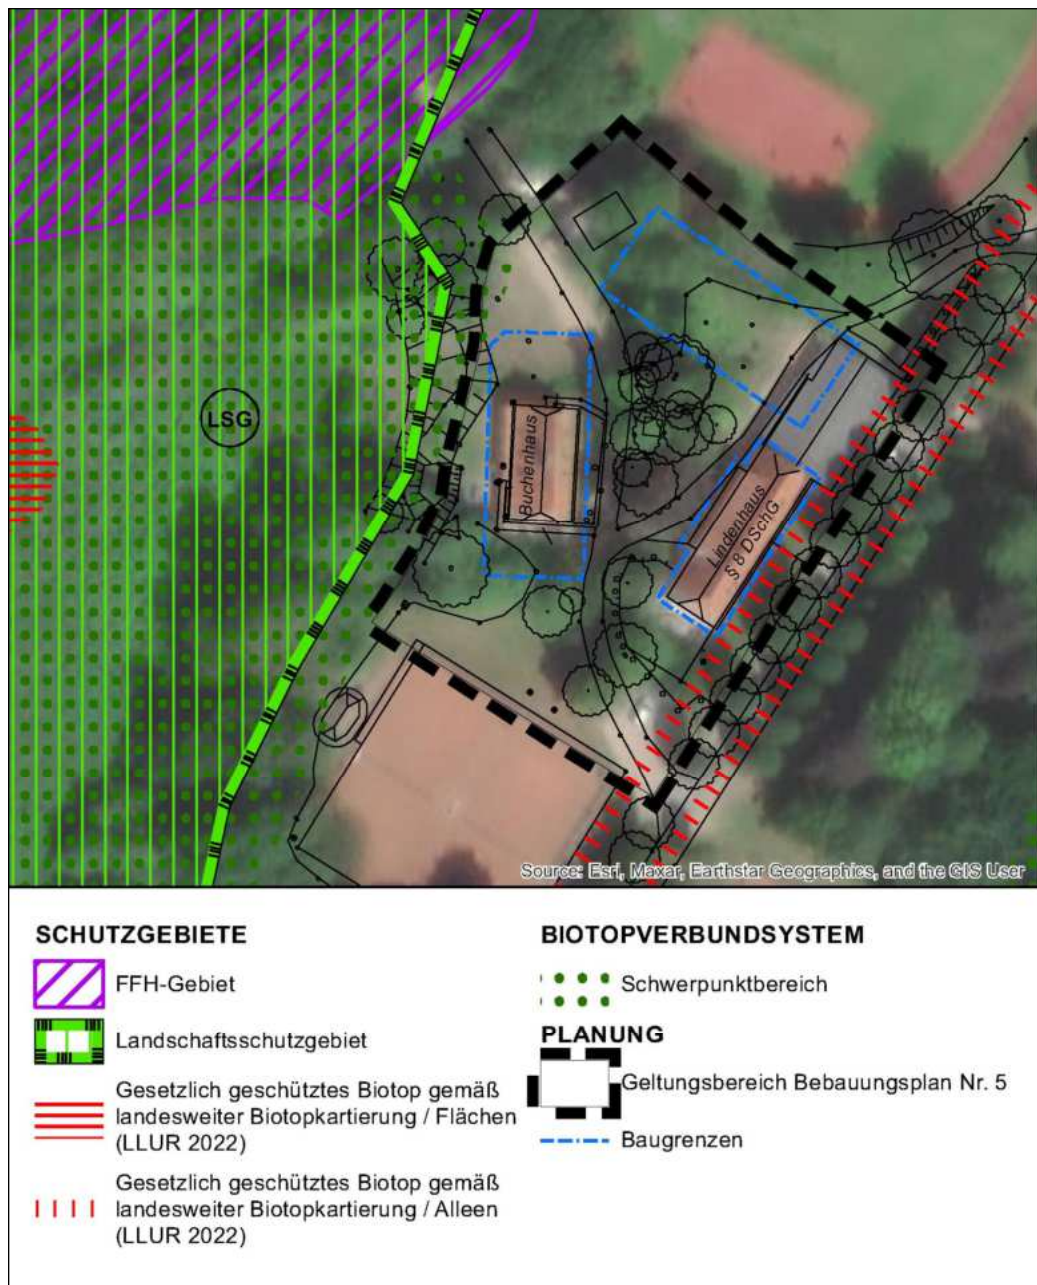 LSG
Buchenhaus
Lindenhaus
§ 8 DSchG
Source: Esri, Maxar, Earthstar Geographics, and the GIS User
SCHUTZGEBIETE
FFH-Gebiet
Landschaftsschutzgebiet
Gesetzlich geschütztes Biotop gemäß
landesweiter Biotopkartierung / Flächen
(LLUR 2022)
Gesetzlich geschütztes Biotop gemäß
landesweiter Biotopkartierung / Alleen
(LLUR 2022)
BIOTOPVERBUNDSYSTEM
Schwerpunktbereich
PLANUNG
Geltungsbereich Bebauungsplan Nr. 5
Baugrenzen